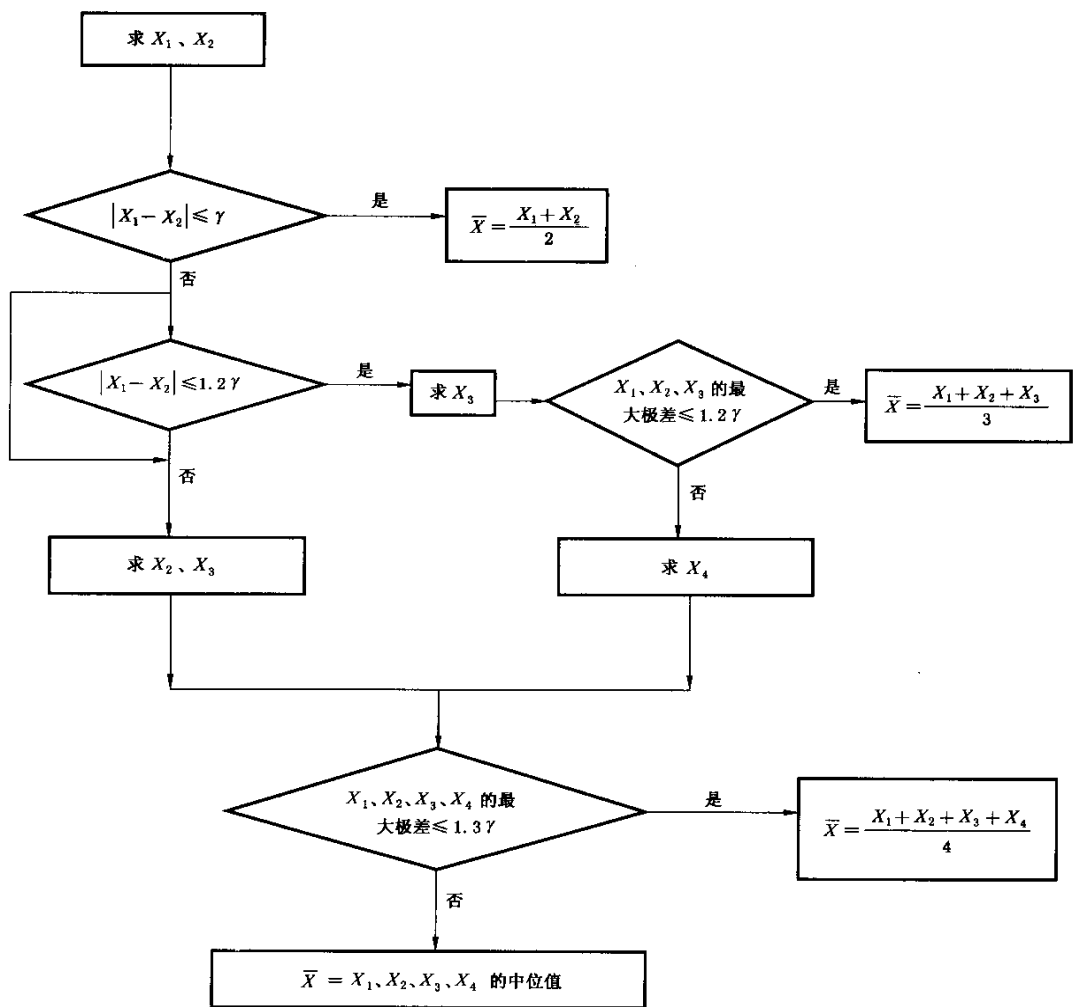 求 X₁、X₂
|X₁－X₂|≤γ
是
X̄＝(X₁＋X₂)/2
否
|X₁－X₂|≤1.2γ
是
求 X₃
X₁、X₂、X₃ 的最
大极差≤1.2γ
是
X̄＝(X₁＋X₂＋X₃)/3
否
否
求 X₂、X₃
求 X₄
X₁、X₂、X₃、X₄ 的最
大极差≤1.3γ
是
X̄＝(X₁＋X₂＋X₃＋X₄)/4
否
X̄ ＝ X₁、X₂、X₃、X₄ 的中位值